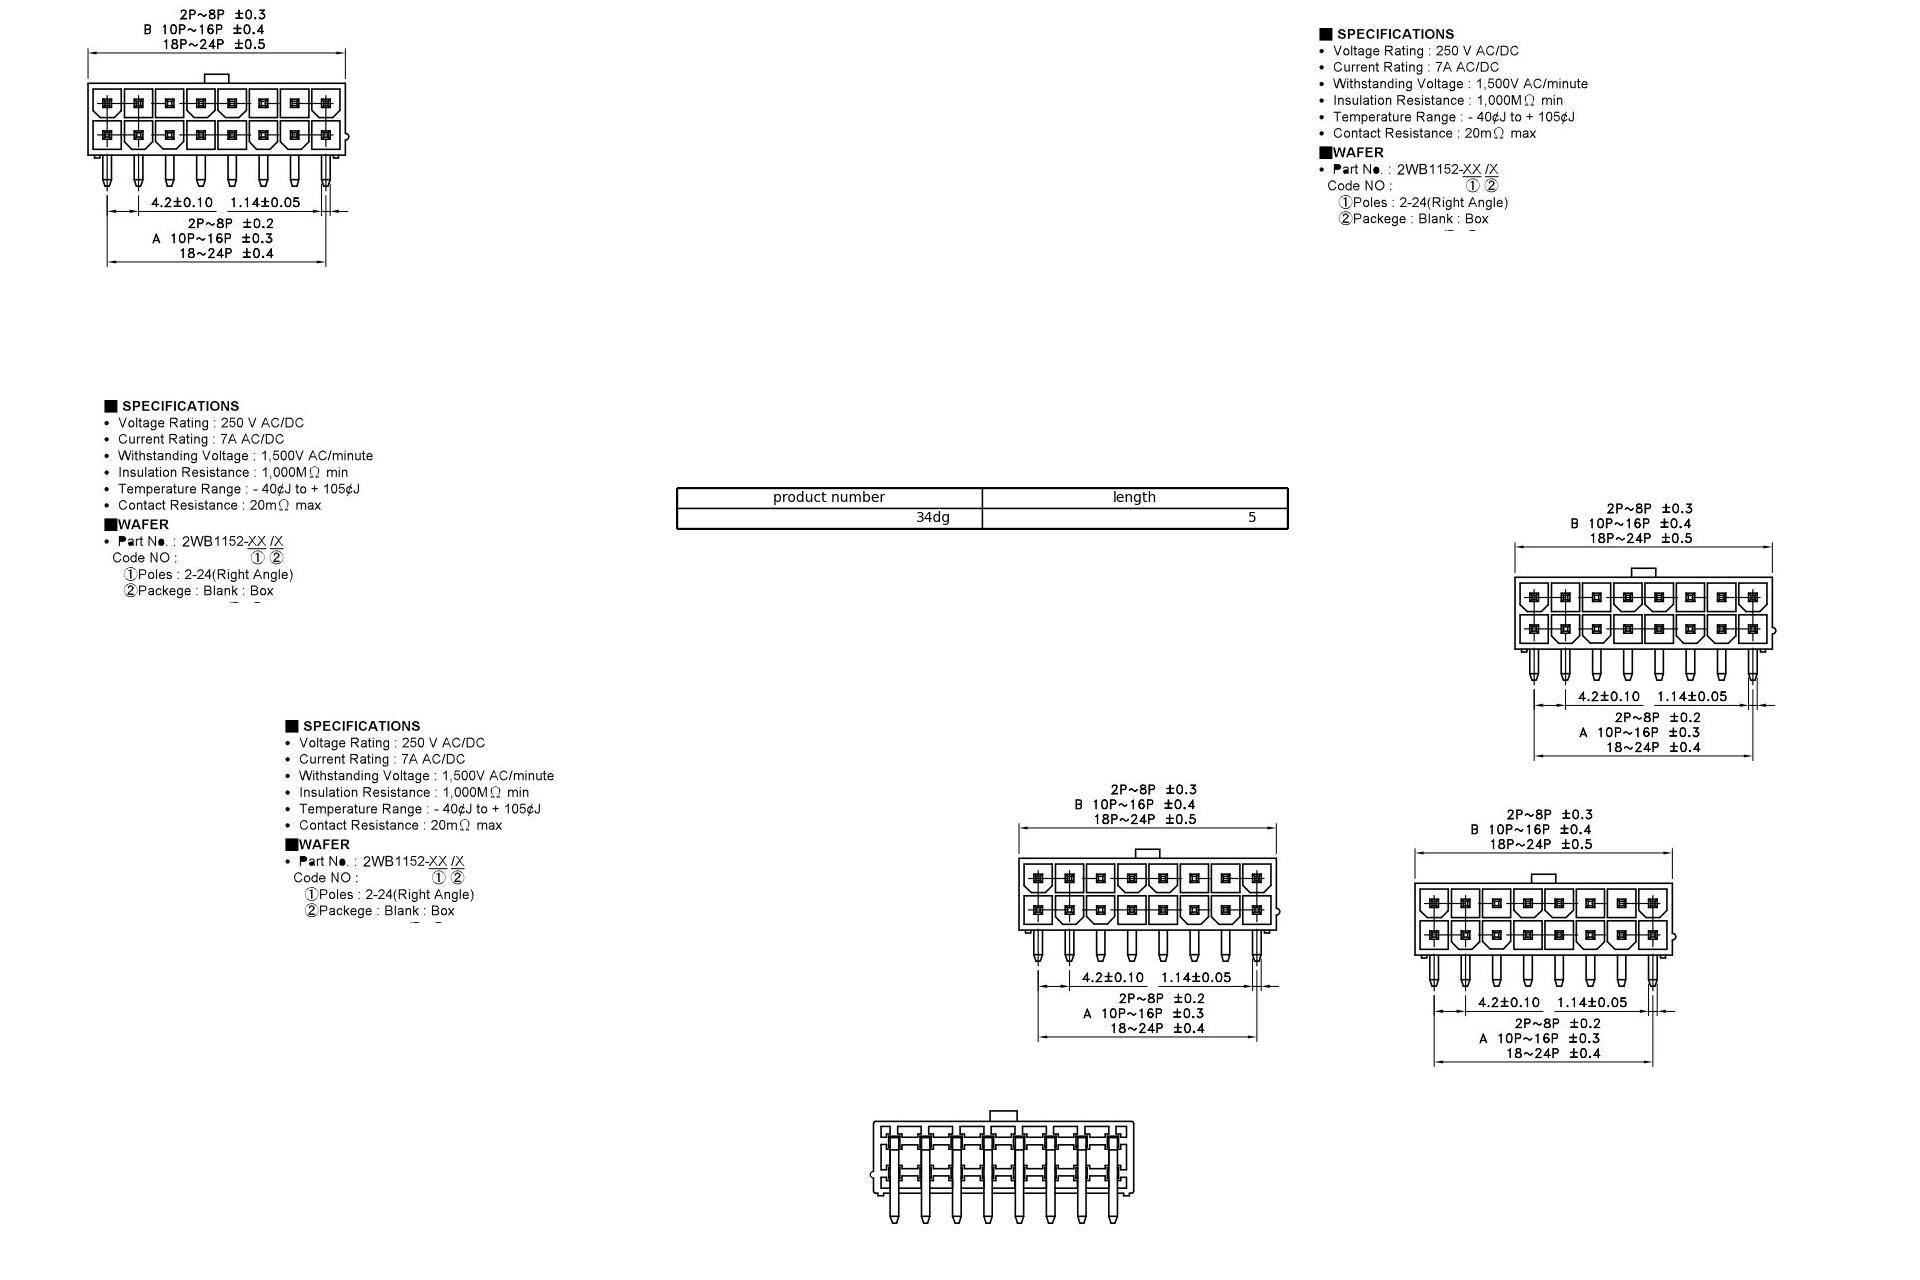 2P~8P ±0.3
B 10P~16P ±0.4
18P~24P ±0.5
4.2±0.10 1.14±0.05
2P~8P ±0.2
A 10P~16P ±0.3
18~24P ±0.4
■ SPECIFICATIONS
• Voltage Rating : 250 V AC/DC
• Current Rating : 7A AC/DC
• Withstanding Voltage : 1,500V AC/minute
• Insulation Resistance : 1,000MΩ min
• Temperature Range : - 40¢J to + 105¢J
• Contact Resistance : 20mΩ max
■WAFER
• Part No. : 2WB1152-XX /X
Code NO : ① ②
①Poles : 2-24(Right Angle)
②Packege : Blank : Box
■ SPECIFICATIONS
• Voltage Rating : 250 V AC/DC
• Current Rating : 7A AC/DC
• Withstanding Voltage : 1,500V AC/minute
• Insulation Resistance : 1,000MΩ min
• Temperature Range : - 40¢J to + 105¢J
• Contact Resistance : 20mΩ max
■WAFER
• Part No. : 2WB1152-XX /X
Code NO : ① ②
①Poles : 2-24(Right Angle)
②Packege : Blank : Box
product number length
34dg 5
2P~8P ±0.3
B 10P~16P ±0.4
18P~24P ±0.5
4.2±0.10 1.14±0.05
2P~8P ±0.2
A 10P~16P ±0.3
18~24P ±0.4
■ SPECIFICATIONS
• Voltage Rating : 250 V AC/DC
• Current Rating : 7A AC/DC
• Withstanding Voltage : 1,500V AC/minute
• Insulation Resistance : 1,000MΩ min
• Temperature Range : - 40¢J to + 105¢J
• Contact Resistance : 20mΩ max
■WAFER
• Part No. : 2WB1152-XX /X
Code NO : ① ②
①Poles : 2-24(Right Angle)
②Packege : Blank : Box
2P~8P ±0.3
B 10P~16P ±0.4
18P~24P ±0.5
4.2±0.10 1.14±0.05
2P~8P ±0.2
A 10P~16P ±0.3
18~24P ±0.4
2P~8P ±0.3
B 10P~16P ±0.4
18P~24P ±0.5
4.2±0.10 1.14±0.05
2P~8P ±0.2
A 10P~16P ±0.3
18~24P ±0.4